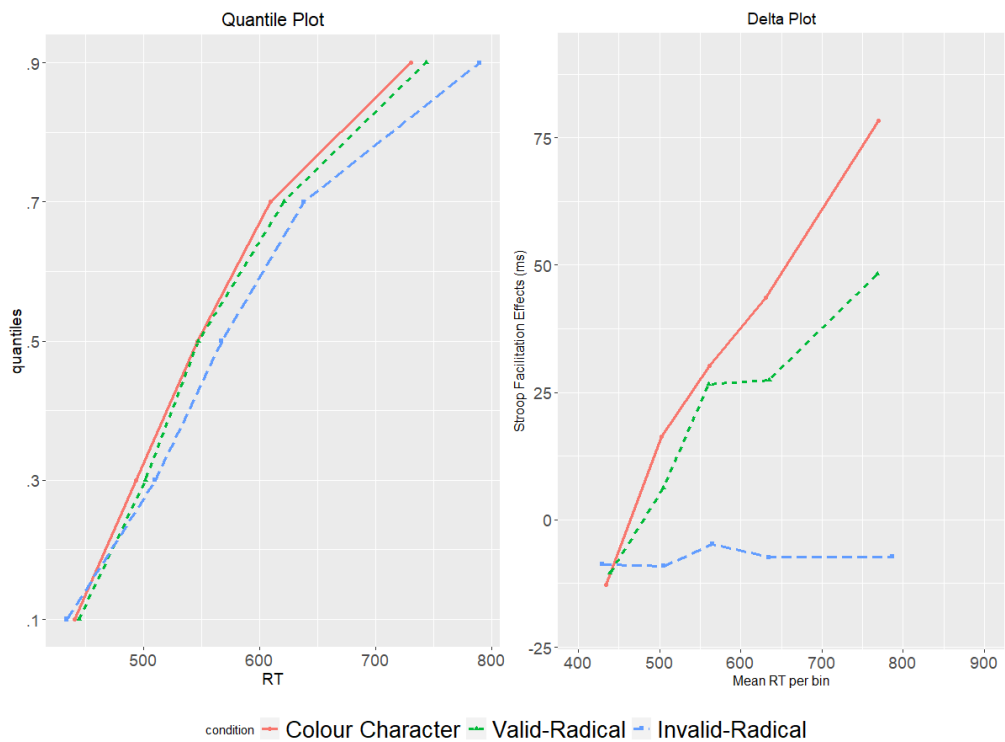 Quantile Plot
.9
.7
.5
.3
.1
quantiles
500 600 700 800
RT
Delta Plot
75
50
25
0
-25
Stroop Facilitation Effects (ms)
400 500 600 700 800 900
Mean RT per bin
condition Colour Character Valid-Radical Invalid-Radical